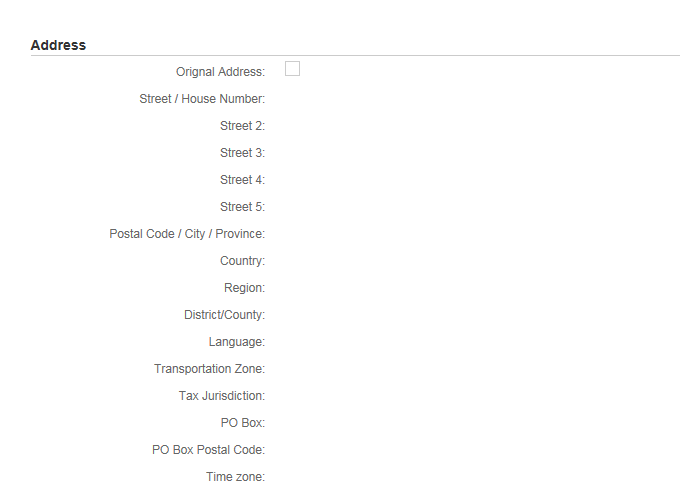 Address
Orignal Address:
Street / House Number:
Street 2:
Street 3:
Street 4:
Street 5:
Postal Code / City / Province:
Country:
Region:
District/County:
Language:
Transportation Zone:
Tax Jurisdiction:
PO Box:
PO Box Postal Code:
Time zone: